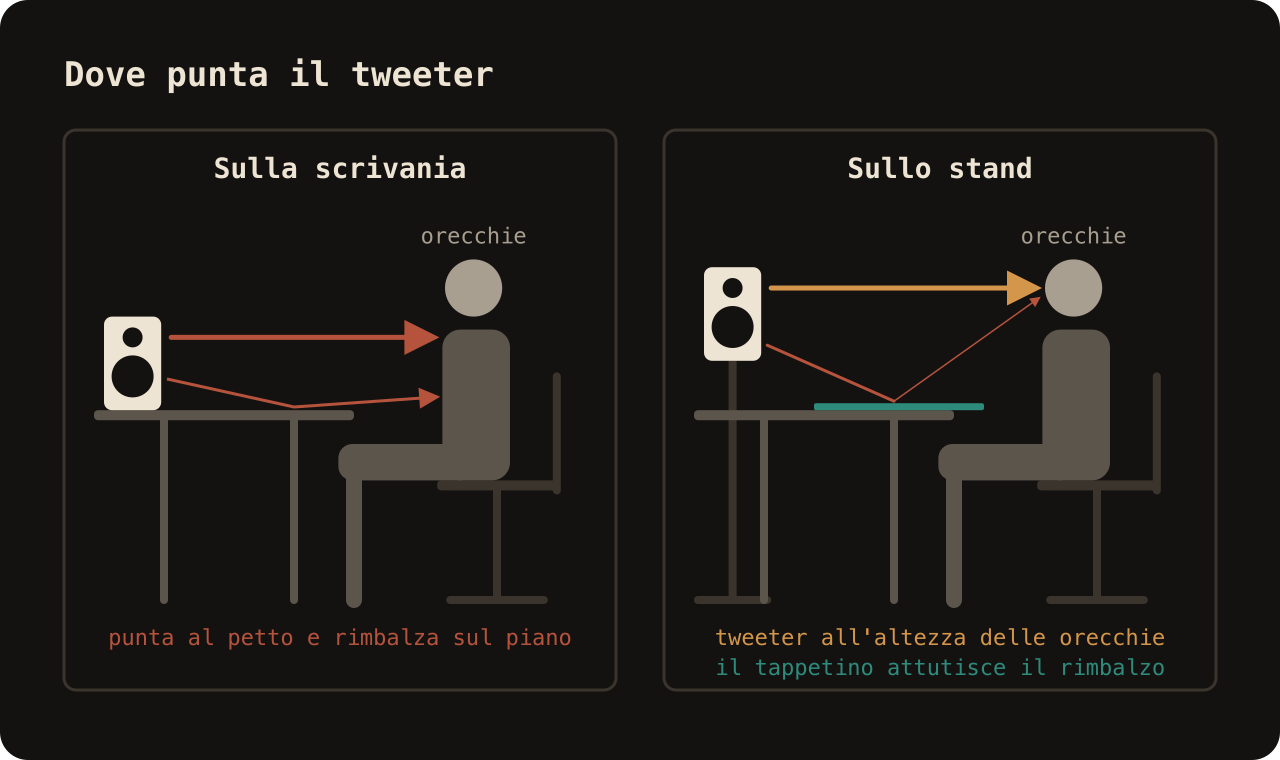 Dove punta il tweeter
Sulla scrivania
orecchie
punta al petto e rimbalza sul piano
Sullo stand
orecchie
tweeter all'altezza delle orecchie
il tappetino attutisce il rimbalzo